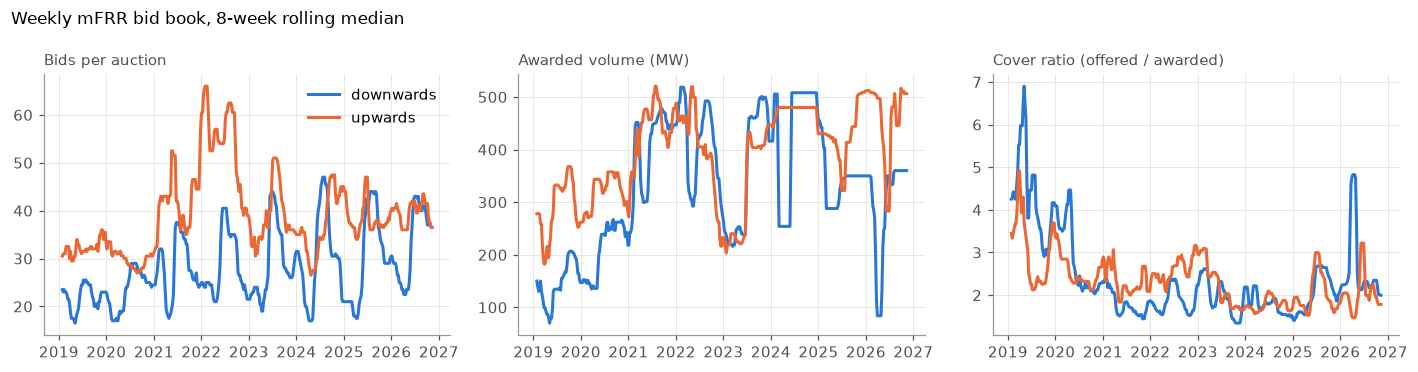 Weekly mFRR bid book, 8-week rolling median
Bids per auction
60
50
40
30
20
2019 2020 2021 2022 2023 2024 2025 2026 2027
downwards
upwards
Awarded volume (MW)
500
400
300
200
100
2019 2020 2021 2022 2023 2024 2025 2026 2027
Cover ratio (offered / awarded)
7
6
5
4
3
2
2019 2020 2021 2022 2023 2024 2025 2026 2027